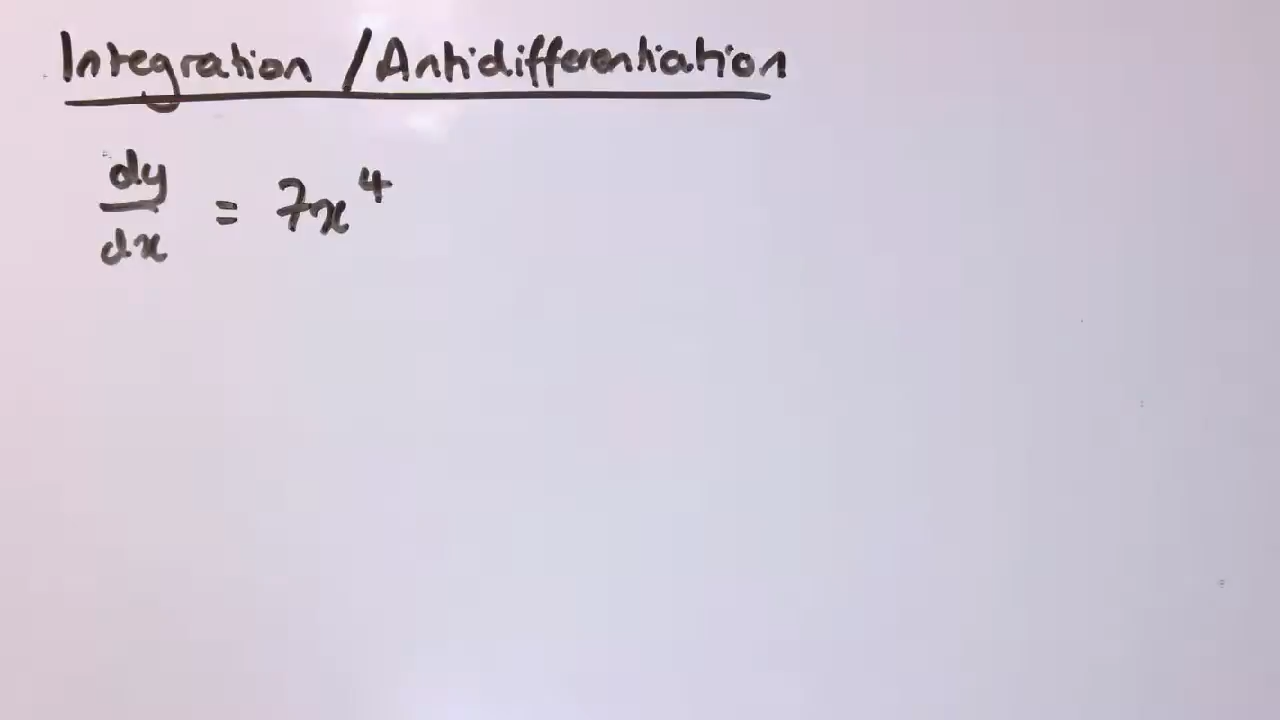 Integration / Antidifferentiation
dy/dx = 7x⁴